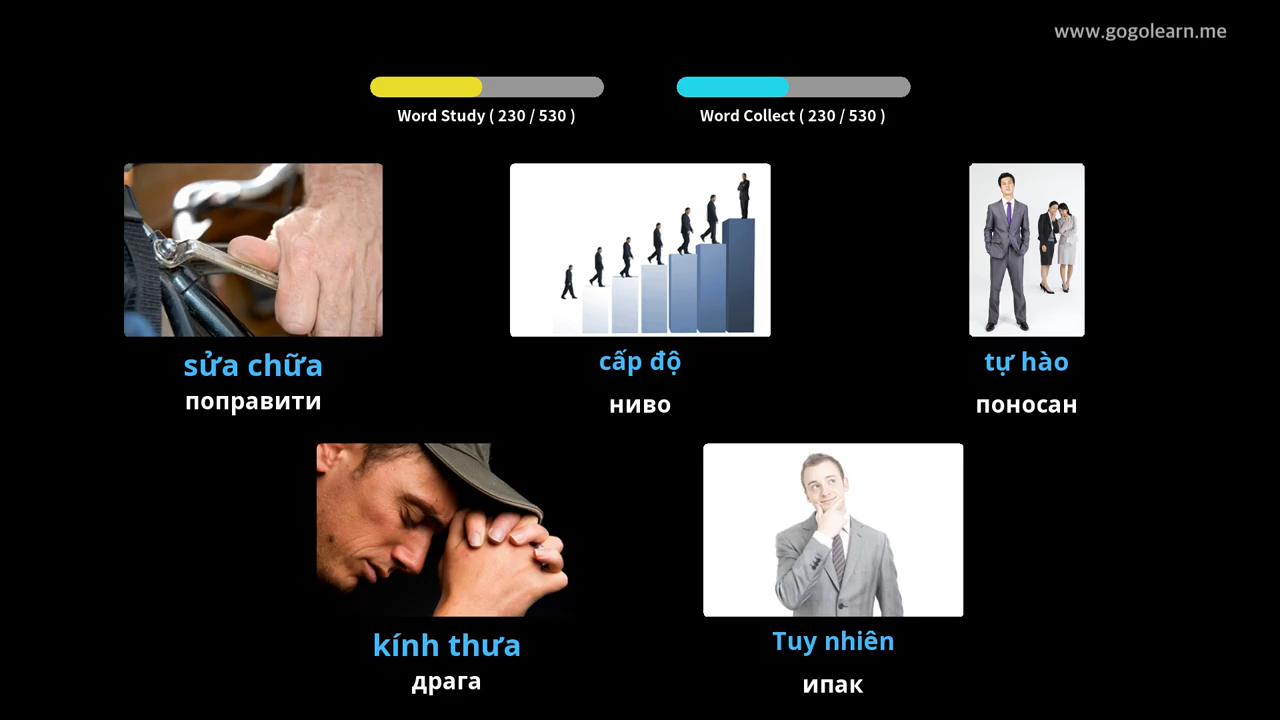 www.gogolearn.me
Word Study ( 230 / 530 )
Word Collect ( 230 / 530 )
sửa chữa
поправити
cấp độ
ниво
tự hào
поносан
kính thưa
драга
Tuy nhiên
ипак